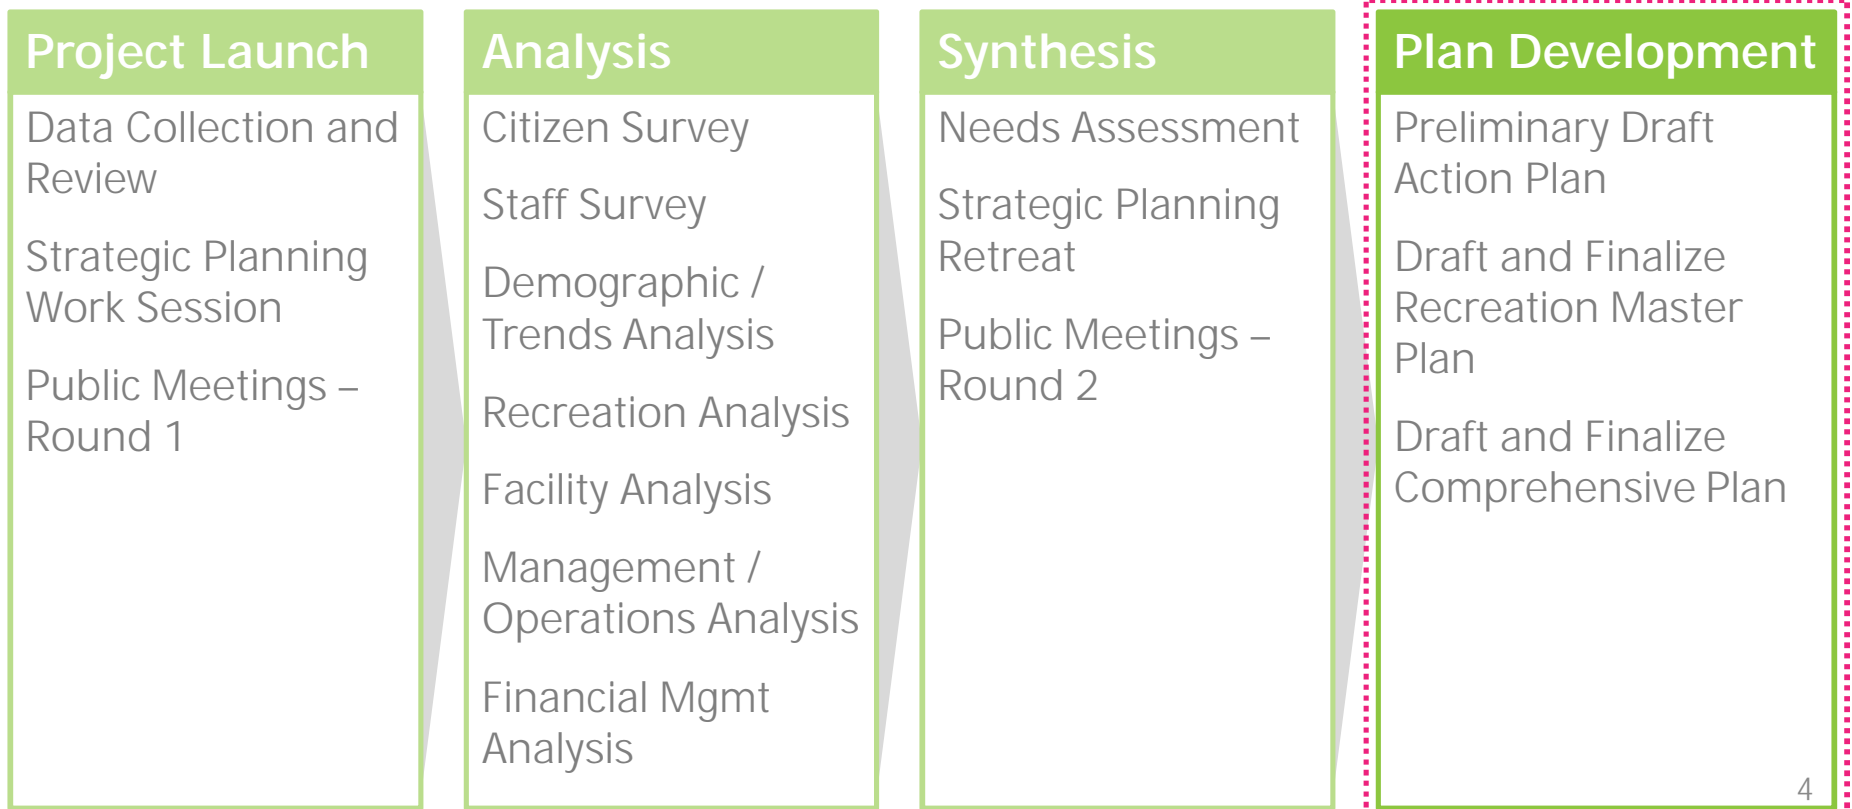 Project Launch
Data Collection and
Review
Strategic Planning
Work Session
Public Meetings –
Round 1
Analysis
Citizen Survey
Staff Survey
Demographic /
Trends Analysis
Recreation Analysis
Facility Analysis
Management /
Operations Analysis
Financial Mgmt
Analysis
Synthesis
Needs Assessment
Strategic Planning
Retreat
Public Meetings –
Round 2
Plan Development
Preliminary Draft
Action Plan
Draft and Finalize
Recreation Master
Plan
Draft and Finalize
Comprehensive Plan
4